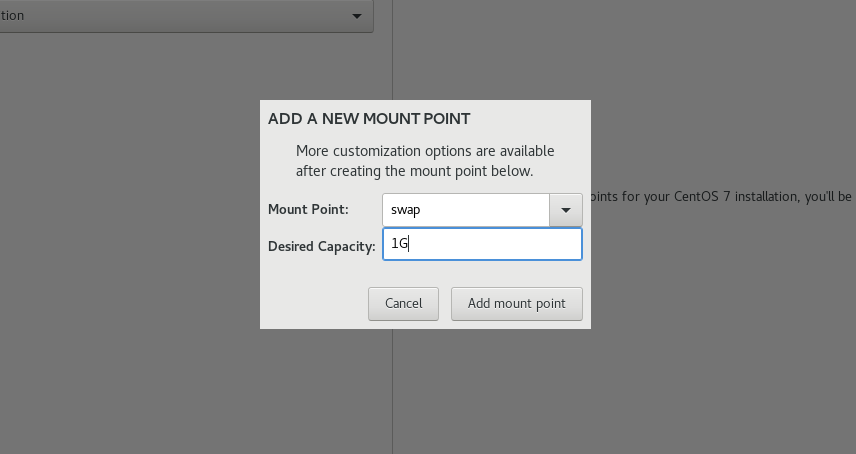 tion
ADD A NEW MOUNT POINT
More customization options are available
after creating the mount point below.
oints for your CentOS 7 installation, you'll be
Mount Point: swap
Desired Capacity: 1G
Cancel Add mount point